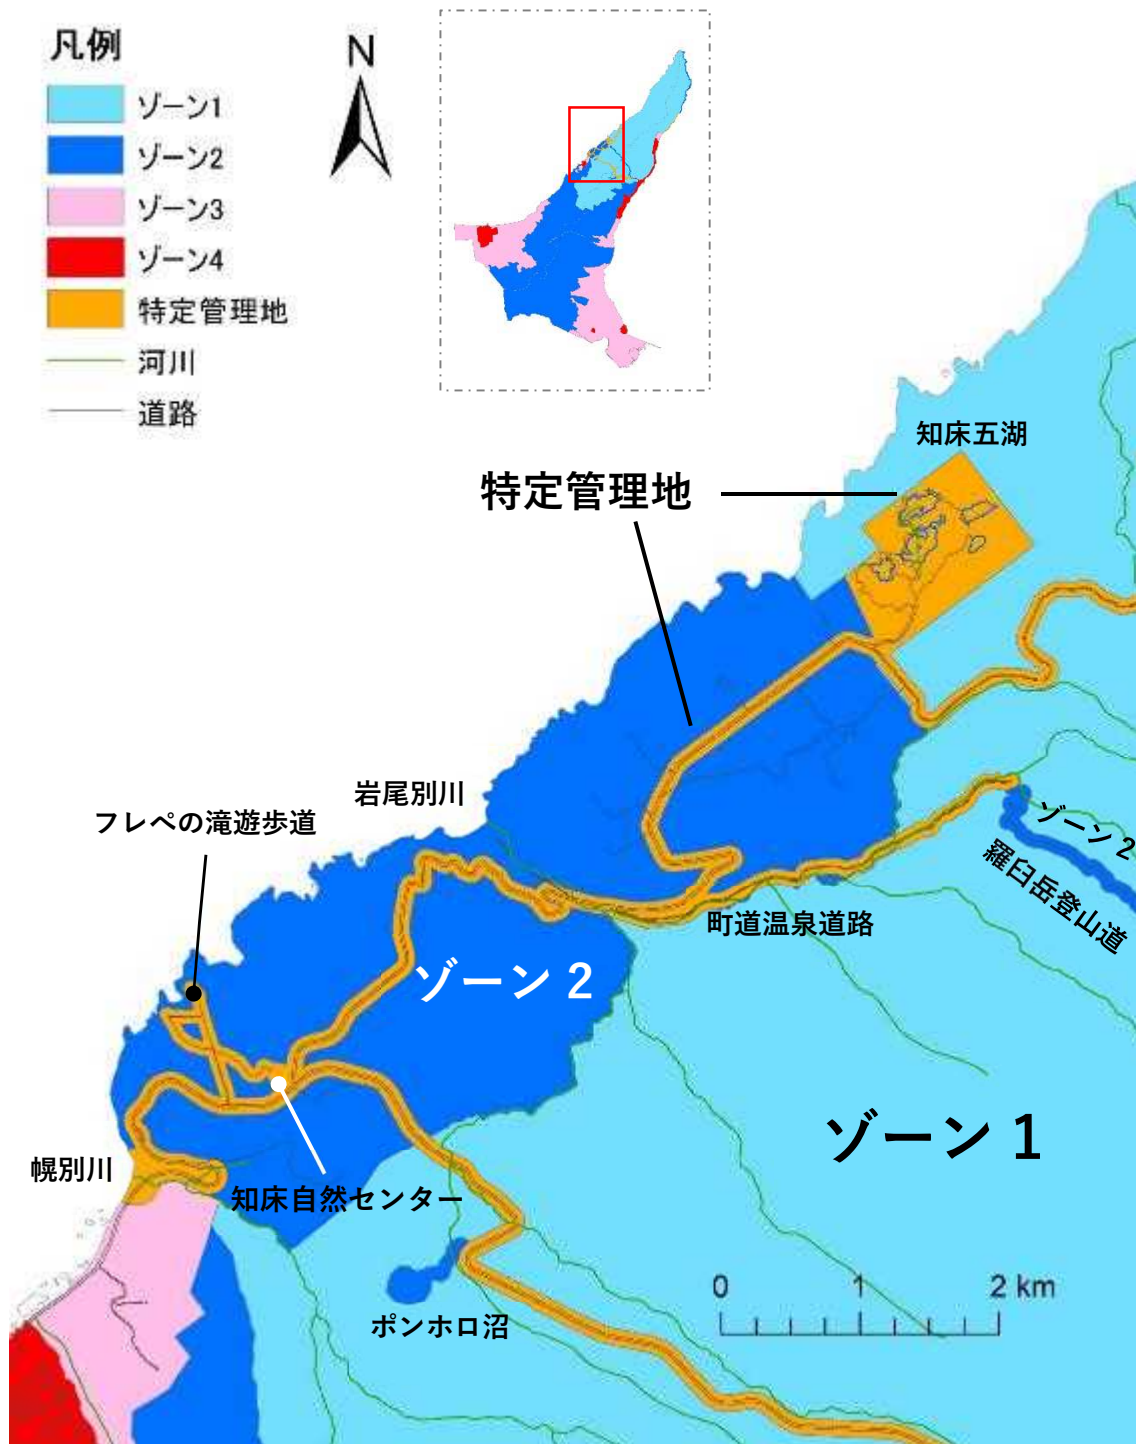 凡例
N
ゾーン1
ゾーン2
ゾーン3
ゾーン4
特定管理地
河川
道路
知床五湖
特定管理地
岩尾別川
フレペの滝遊歩道
ゾーン2
羅臼岳登山道
町道温泉道路
ゾーン2
ゾーン1
幌別川
知床自然センター
ポンホロ沼
0 1 2 km